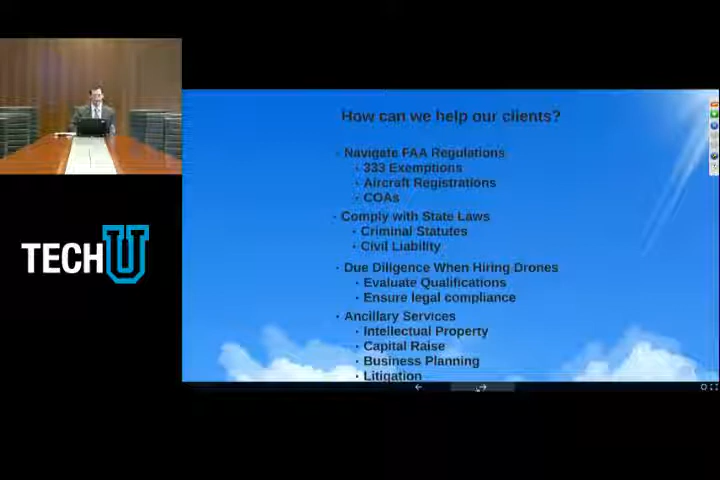 How can we help our clients?
Navigate FAA Regulations
333 Exemptions
Aircraft Registrations
COAs
Comply with State Laws
Criminal Statutes
Civil Liability
Due Diligence When Hiring Drones
Evaluate Qualifications
Ensure legal compliance
Ancillary Services
Intellectual Property
Capital Raise
Business Planning
Litigation
TECHU